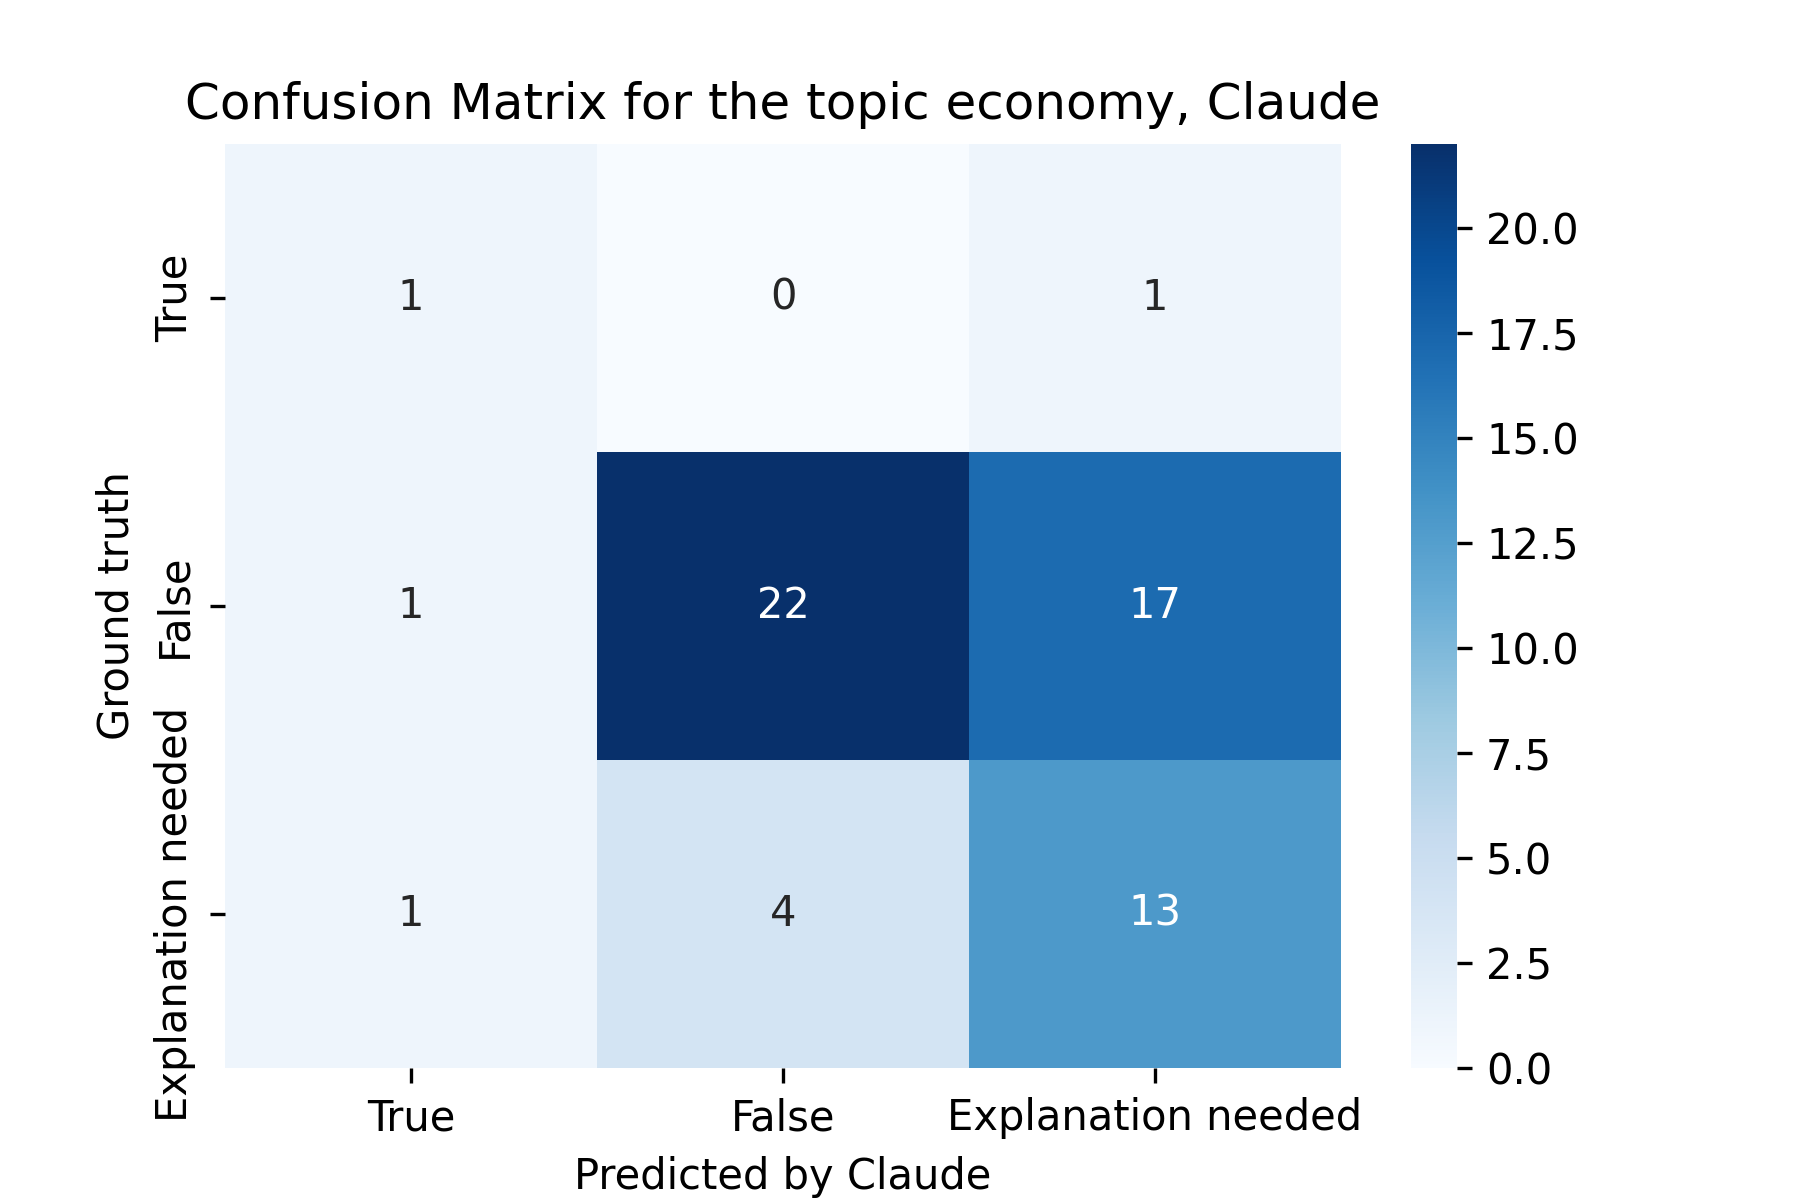 Confusion Matrix for the topic economy, Claude
Ground truth
True
False
Explanation needed
1 0 1
1 22 17
1 4 13
True False Explanation needed
Predicted by Claude
20.0
17.5
15.0
12.5
10.0
7.5
5.0
2.5
0.0